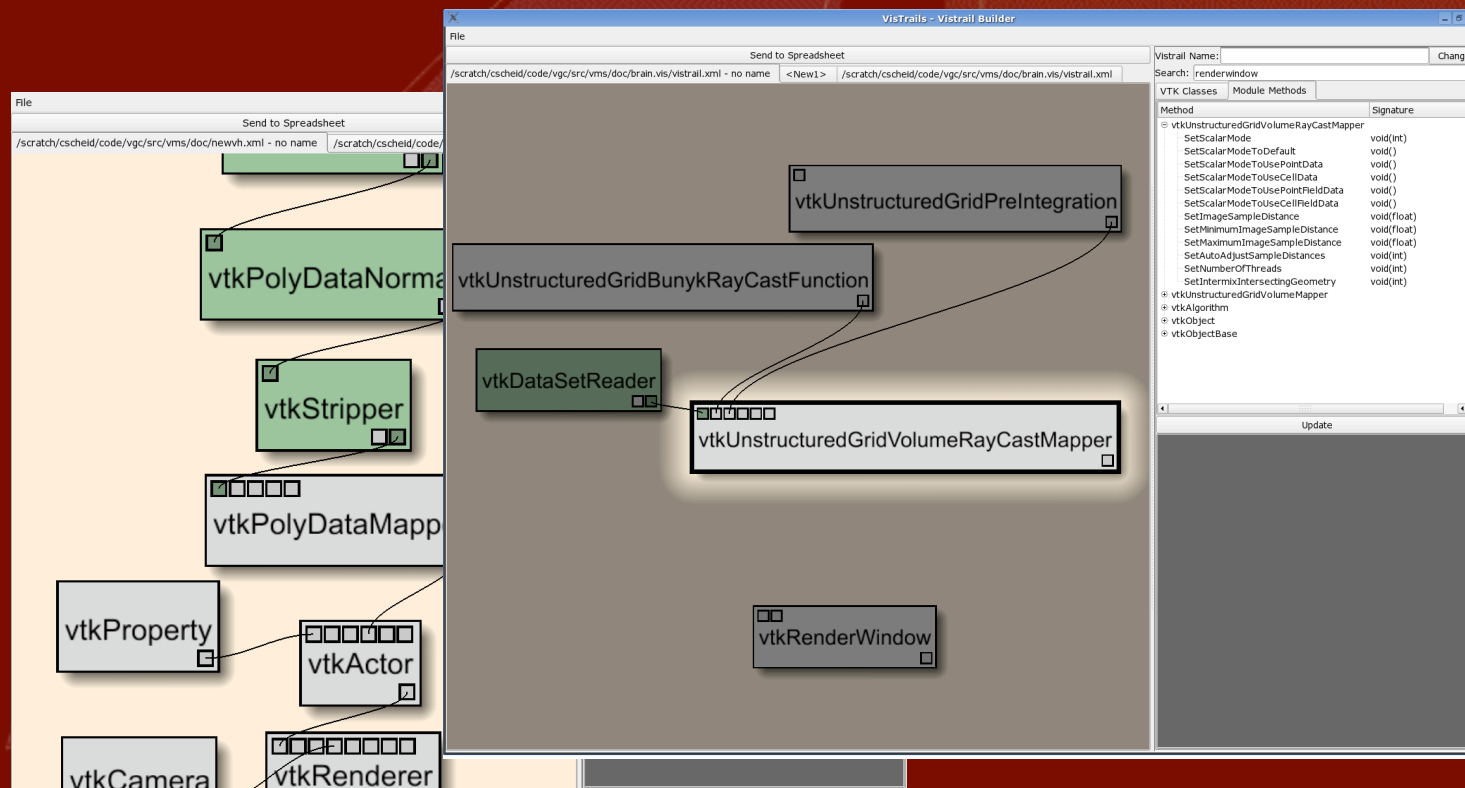 VisTrails - Vistrail Builder
File
Send to Spreadsheet
/scratch/cscheid/code/vgc/src/vms/doc/brain.vis/vistrail.xml - no name
<New1>
/scratch/cscheid/code/vgc/src/vms/doc/brain.vis/vistrail.xml
vtkUnstructuredGridPreIntegration
vtkUnstructuredGridBunykRayCastFunction
vtkDataSetReader
vtkUnstructuredGridVolumeRayCastMapper
vtkRenderWindow
Vistrail Name:
Chang
Search: renderwindow
VTK Classes
Module Methods
Method Signature
vtkUnstructuredGridVolumeRayCastMapper
SetScalarMode void(int)
SetScalarModeToDefault void()
SetScalarModeToUsePointData void()
SetScalarModeToUseCellData void()
SetScalarModeToUsePointFieldData void()
SetScalarModeToUseCellFieldData void()
SetImageSampleDistance void(float)
SetMinimumImageSampleDistance void(float)
SetMaximumImageSampleDistance void(float)
SetAutoAdjustSampleDistances void(int)
SetNumberOfThreads void(int)
SetIntermixIntersectingGeometry void(int)
vtkUnstructuredGridVolumeMapper
vtkAlgorithm
vtkObject
vtkObjectBase
Update
File
Send to Spreadsheet
/scratch/cscheid/code/vgc/src/vms/doc/newvh.xml - no name
/scratch/cscheid/code/
vtkPolyDataNorma
vtkStripper
vtkPolyDataMapp
vtkProperty
vtkActor
vtkCamera
vtkRenderer